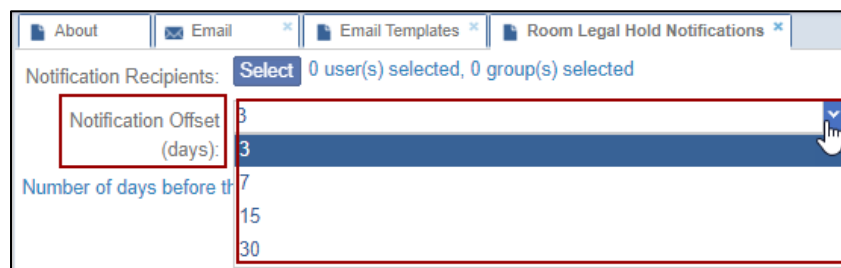 About Email × Email Templates × Room Legal Hold Notifications ×
Notification Recipients: Select 0 user(s) selected, 0 group(s) selected
Notification Offset (days): 3
3
Number of days before th 7
15
30